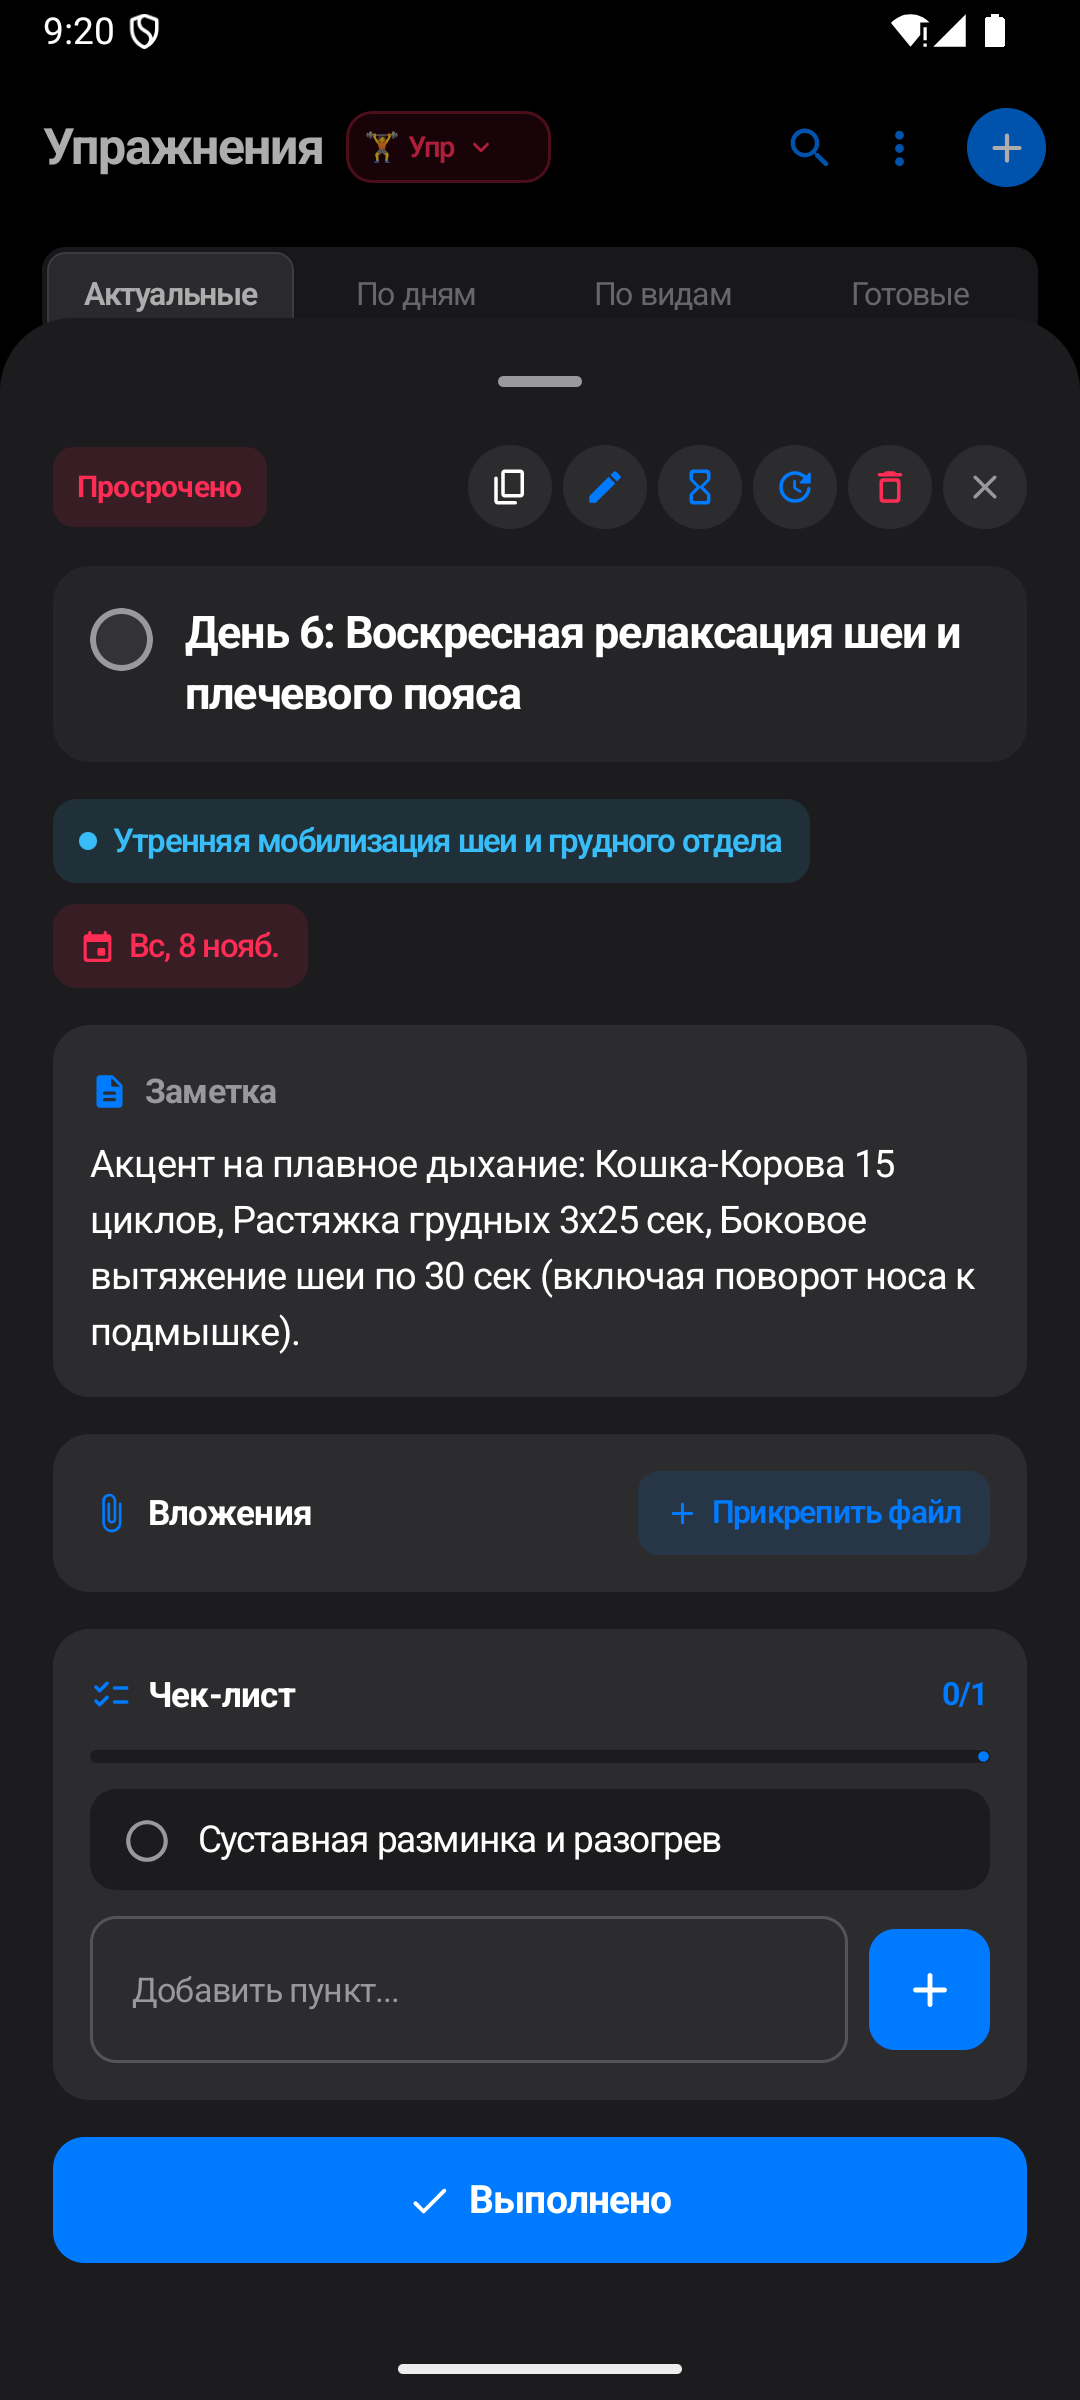 9:20
Упражнения
Упр
Актуальные
По дням
По видам
Готовые
Просрочено
День 6: Воскресная релаксация шеи и
плечевого пояса
Утренняя мобилизация шеи и грудного отдела
Вс, 8 нояб.
Заметка
Акцент на плавное дыхание: Кошка-Корова 15
циклов, Растяжка грудных 3x25 сек, Боковое
вытяжение шеи по 30 сек (включая поворот носа к
подмышке).
Вложения
+ Прикрепить файл
Чек-лист
0/1
Суставная разминка и разогрев
Добавить пункт...
Выполнено